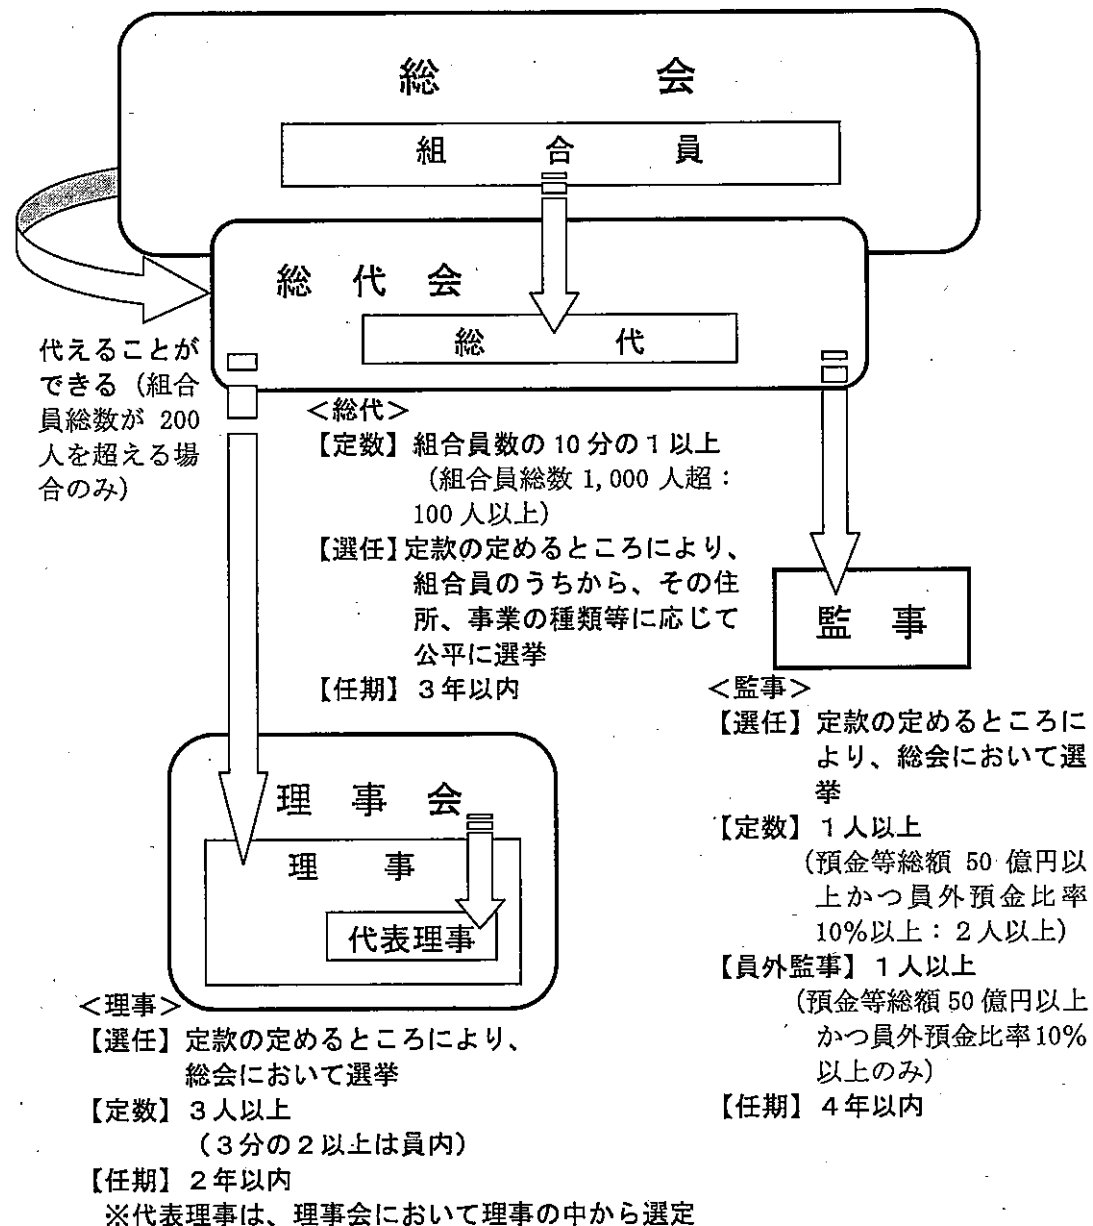 総会
組合員
総代会
総代
代えることが
できる（組合
員総数が 200
人を超える場
合のみ）
＜総代＞
【定数】組合員数の 10 分の 1 以上
（組合員総数 1,000 人超：
100 人以上）
【選任】定款の定めるところにより、
組合員のうちから、その住
所、事業の種類等に応じて
公平に選挙
【任期】３年以内
監事
＜監事＞
【選任】定款の定めるところに
より、総会において選
挙
【定数】１人以上
（預金等総額 50 億円以
上かつ員外預金比率
10%以上：２人以上）
【員外監事】１人以上
（預金等総額 50 億円以上
かつ員外預金比率 10%
以上のみ）
【任期】４年以内
理事会
理事
代表理事
＜理事＞
【選任】定款の定めるところにより、
総会において選挙
【定数】３人以上
（３分の２以上は員内）
【任期】２年以内
※代表理事は、理事会において理事の中から選定